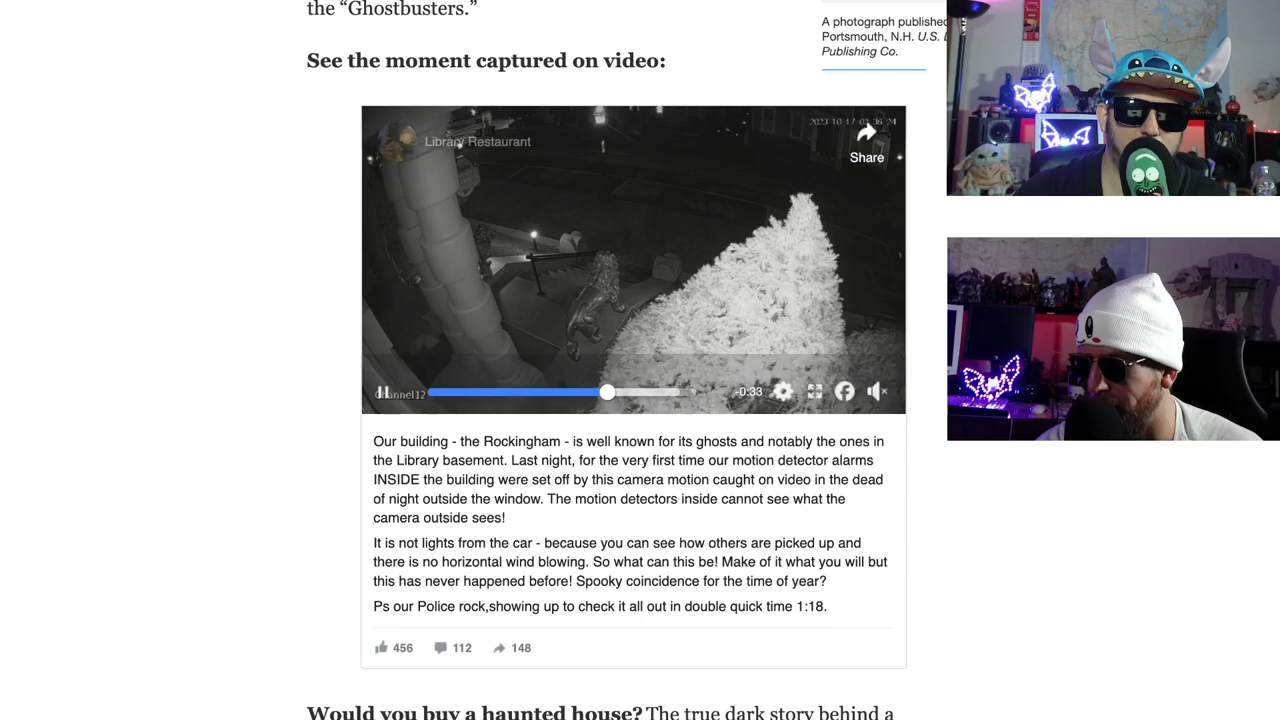 the “Ghostbusters.”
A photograph published
Portsmouth, N.H. U.S.
Publishing Co.
See the moment captured on video:
Library Restaurant
Share
Channel12
-0:33
Our building - the Rockingham - is well known for its ghosts and notably the ones in
the Library basement. Last night, for the very first time our motion detector alarms
INSIDE the building were set off by this camera motion caught on video in the dead
of night outside the window. The motion detectors inside cannot see what the
camera outside sees!
It is not lights from the car - because you can see how others are picked up and
there is no horizontal wind blowing. So what can this be! Make of it what you will but
this has never happened before! Spooky coincidence for the time of year?
Ps our Police rock,showing up to check it all out in double quick time 1:18.
456 112 148
Would you buy a haunted house? The true dark story behind a